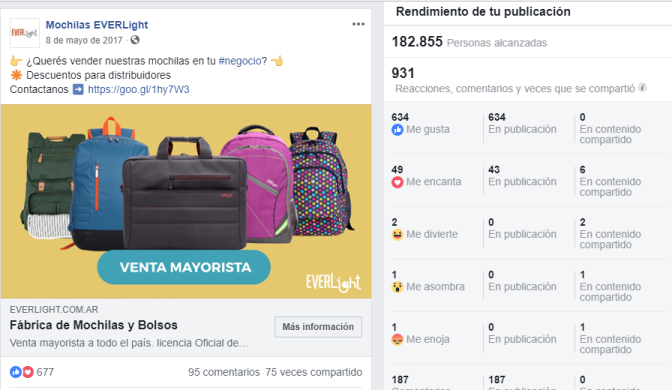 Mochilas EVERLight
8 de mayo de 2017
¿Querés vender nuestras mochilas en tu #negocio?
Descuentos para distribuidores
Contactanos https://goo.gl/1hy7W3
VENTA MAYORISTA
EVERLight
EVERLIGHT.COM.AR
Fábrica de Mochilas y Bolsos
Más información
Venta mayorista a todo el país. licencia Oficial de...
677
95 comentarios 75 veces compartido
Rendimiento de tu publicación
182.855 Personas alcanzadas
931
Reacciones, comentarios y veces que se compartió
634 634 0
Me gusta En publicación En contenido
compartido
49 43 6
Me encanta En publicación En contenido
compartido
2 0 2
Me divierte En publicación En contenido
compartido
1 0 1
Me asombra En publicación En contenido
compartido
1 0 1
Me enoja En publicación En contenido
compartido
187 187 0